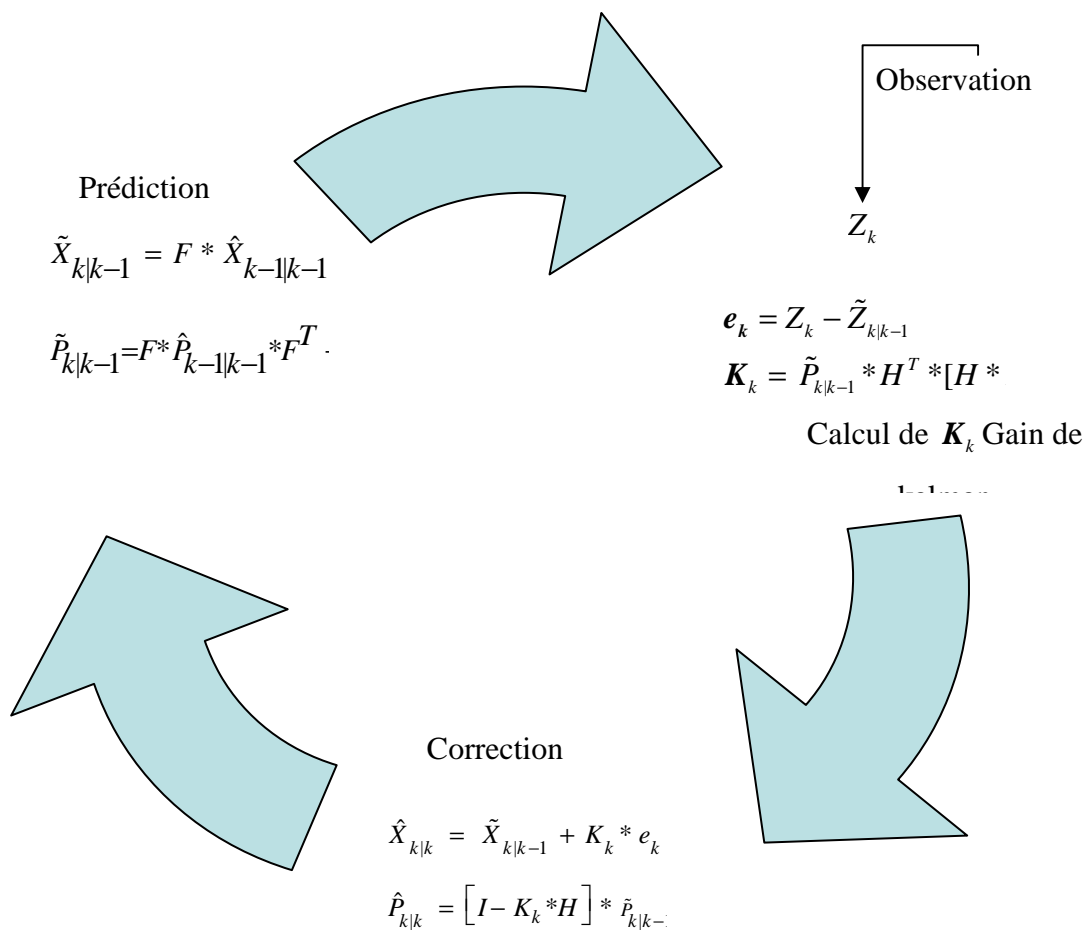 Observation
Prédiction
Z_k
X̃_{k|k−1} = F * X̂_{k−1|k−1}
P̃_{k|k−1}=F*P̂_{k−1|k−1}*F^T
e_k = Z_k − Z̃_{k|k−1}
K_k = P̃_{k|k−1} * H^T *[H *
Calcul de K_k Gain de
Correction
X̂_{k|k} = X̃_{k|k−1} + K_k * e_k
P̂_{k|k} = [I− K_k *H] * P̃_{k|k−